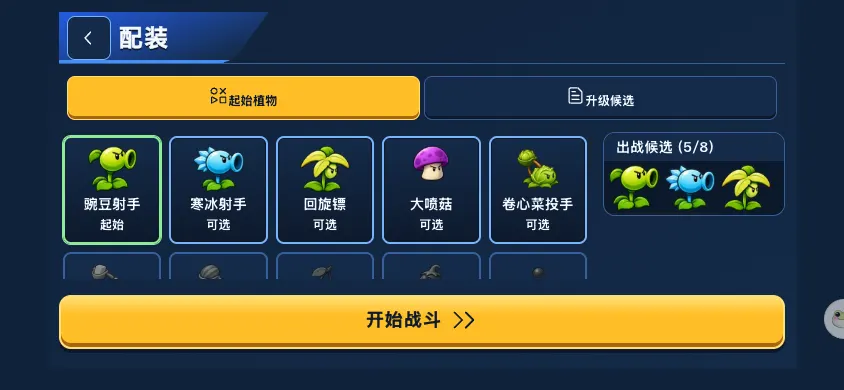 配装
起始植物
升级候选
豌豆射手
起始
寒冰射手
可选
回旋镖
可选
大喷菇
可选
卷心菜投手
可选
出战候选 (5/8)
开始战斗